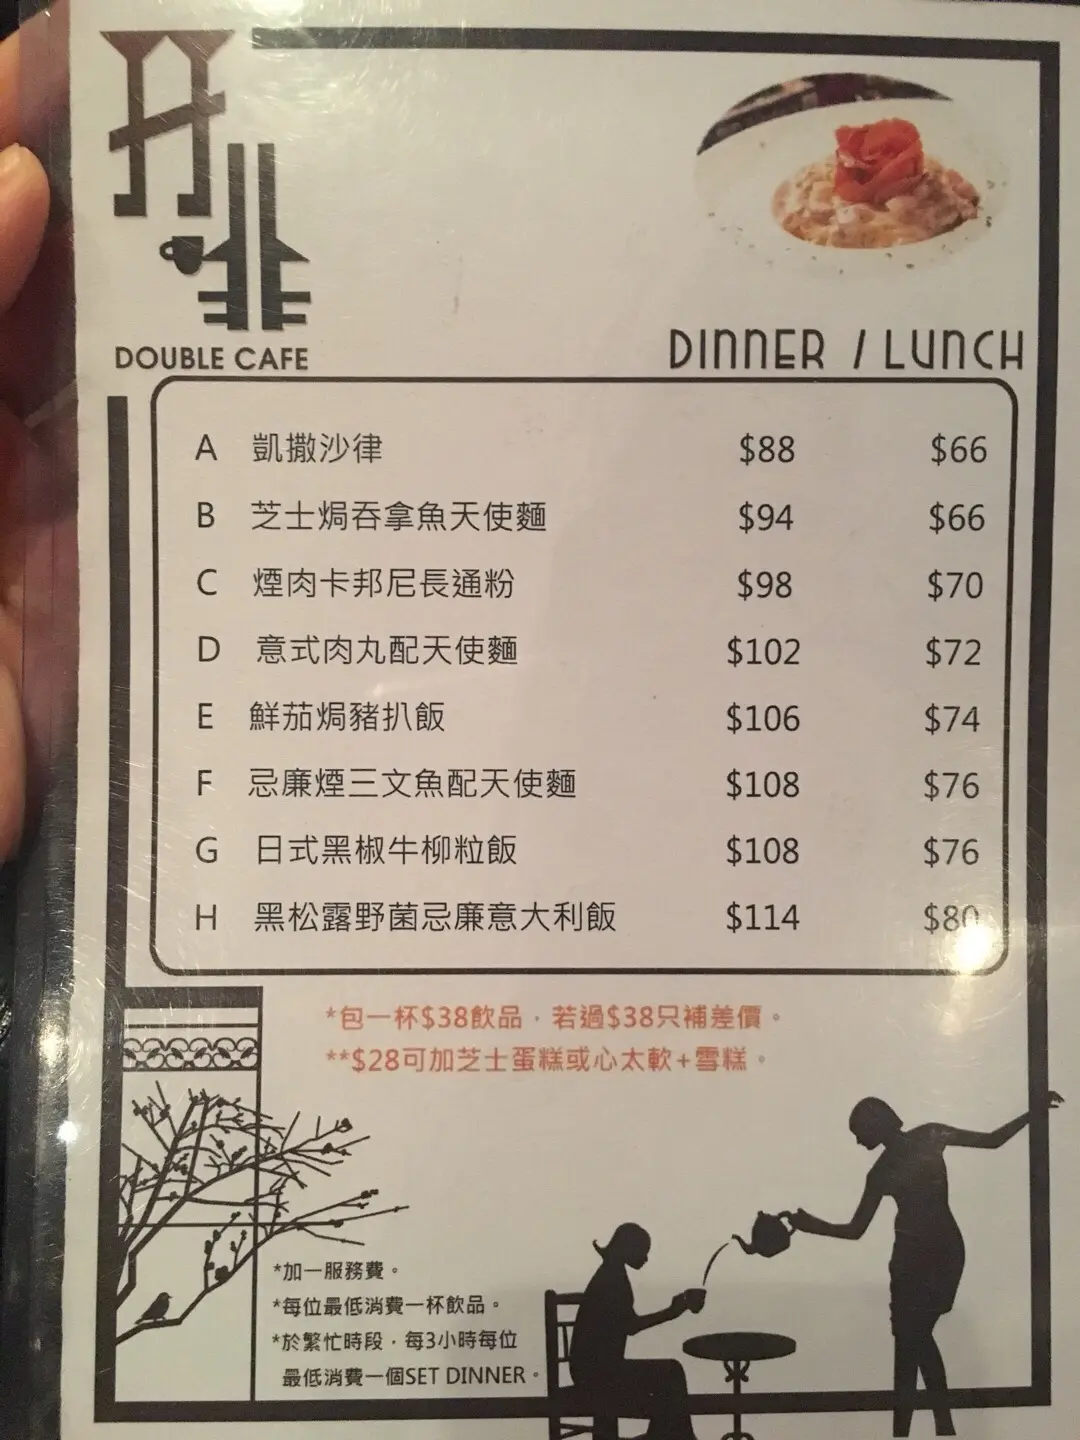 DOUBLE CAFE
DINNER / LUNCH
A 凱撒沙律 $88 $66
B 芝士焗吞拿魚天使麵 $94 $66
C 煙肉卡邦尼長通粉 $98 $70
D 意式肉丸配天使麵 $102 $72
E 鮮茄焗豬扒飯 $106 $74
F 忌廉煙三文魚配天使麵 $108 $76
G 日式黑椒牛柳粒飯 $108 $76
H 黑松露野菌忌廉意大利飯 $114 $80
*包一杯$38飲品，若過$38只補差價。
**$28可加芝士蛋糕或心太軟+雪糕。
*加一服務費。
*每位最低消費一杯飲品。
*於繁忙時段，每3小時每位
最低消費一個SET DINNER。